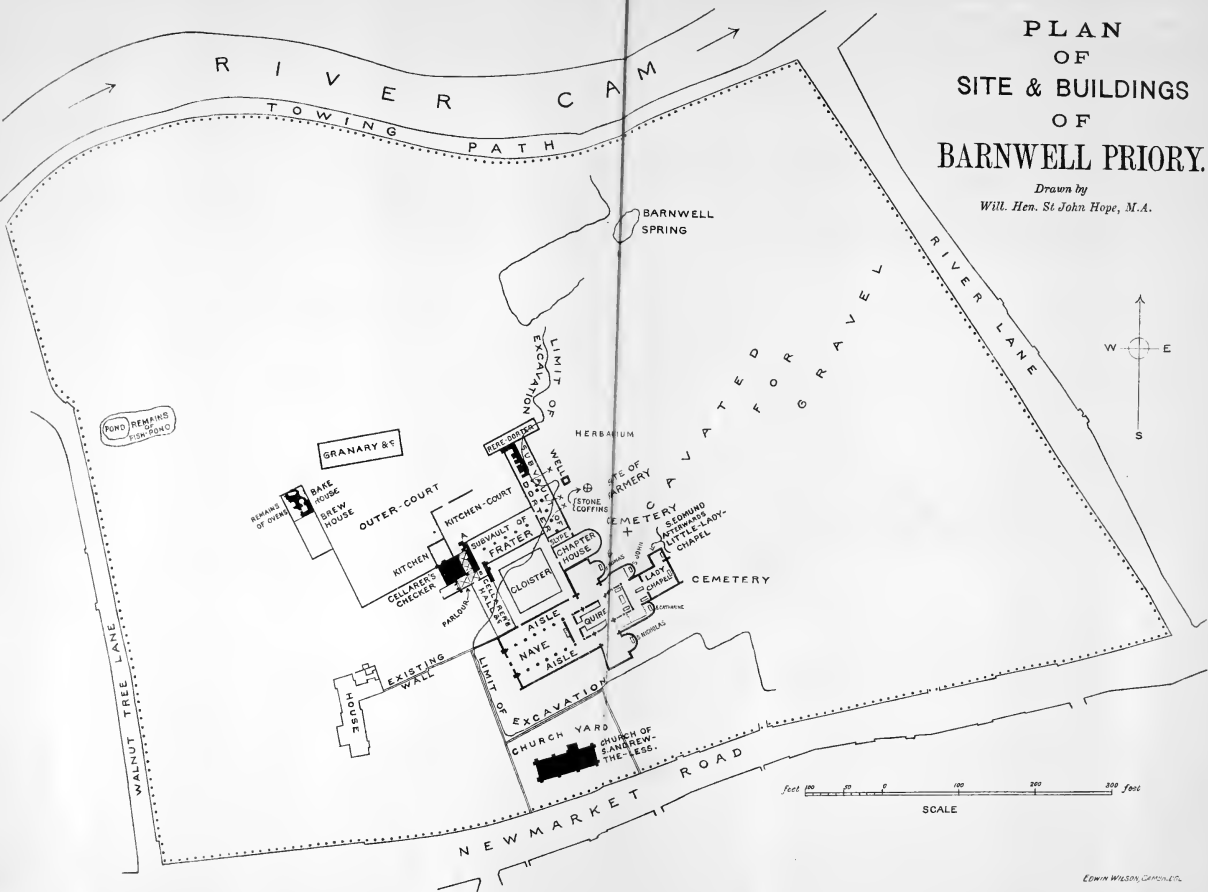 PLAN
OF
SITE & BUILDINGS
OF
BARNWELL PRIORY.
Drawn by
Will. Hen. St John Hope, M.A.
RIVER CAM
TOWING PATH
BARNWELL
SPRING
RIVER LANE
W E
S
EXCAVATED FOR GRAVEL
LIMIT OF
EXCAVATION
POND
REMAINS
OF
FISH-POND
GRANARY &c
RERE-DORTER
HERBARIUM
SUBVAULT OF
DORTER
WELL
SITE OF
STONE
COFFINS
REMAINS
OF OVENS
BAKE
HOUSE
BREW
HOUSE
OUTER-COURT
KITCHEN-COURT
SUBVAULT OF
FRATER
SLYPE
CHAPTER
HOUSE
CEMETERY
S.EDMUND
AFTERWARDS
LITTLE-LADY-
CHAPEL
KITCHEN
CELLARER'S
CHECKER
CELLARER'S
HALL &c
PARLOUR
CLOISTER
S.JOHN
LADY
CHAPEL
CEMETERY
AISLE
QUIRE
S.CATHARINE
S.NICHOLAS
NAVE
AISLE
EXISTING
WALL
HOUSE
LIMIT OF
EXCAVATION
CHURCH YARD
CHURCH OF
S.ANDREW-
THE-LESS.
WALNUT TREE LANE
NEWMARKET ROAD
feet 100 50 0 100 200 300 feet
SCALE
EDWIN WILSON,